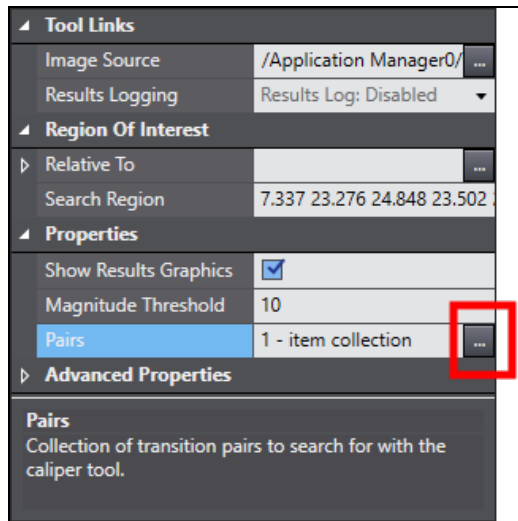 Tool Links
Image Source /Application Manager0/ ...
Results Logging Results Log: Disabled
Region Of Interest
Relative To ...
Search Region 7.337 23.276 24.848 23.502
Properties
Show Results Graphics
Magnitude Threshold 10
Pairs 1 - item collection ...
Advanced Properties
Pairs
Collection of transition pairs to search for with the
caliper tool.